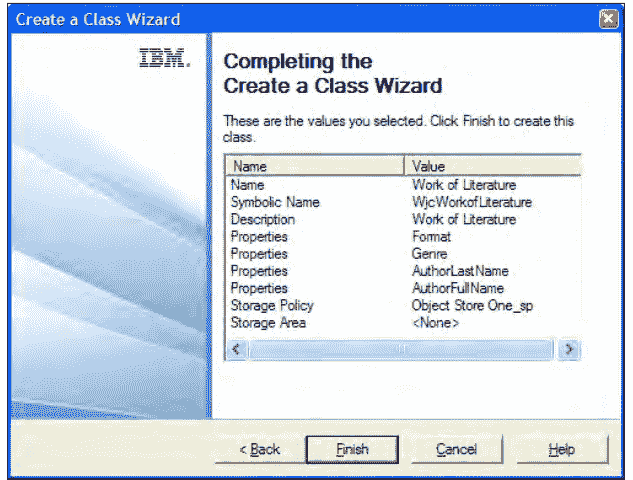 Create a Class Wizard
IBM.
Completing the
Create a Class Wizard
These are the values you selected. Click Finish to create this
class.
Name Value
Name Work of Literature
Symbolic Name WjcWorkofLiterature
Description Work of Literature
Properties Format
Properties Genre
Properties AuthorLastName
Properties AuthorFullName
Storage Policy Object Store One_sp
Storage Area <None>
< Back Finish Cancel Help